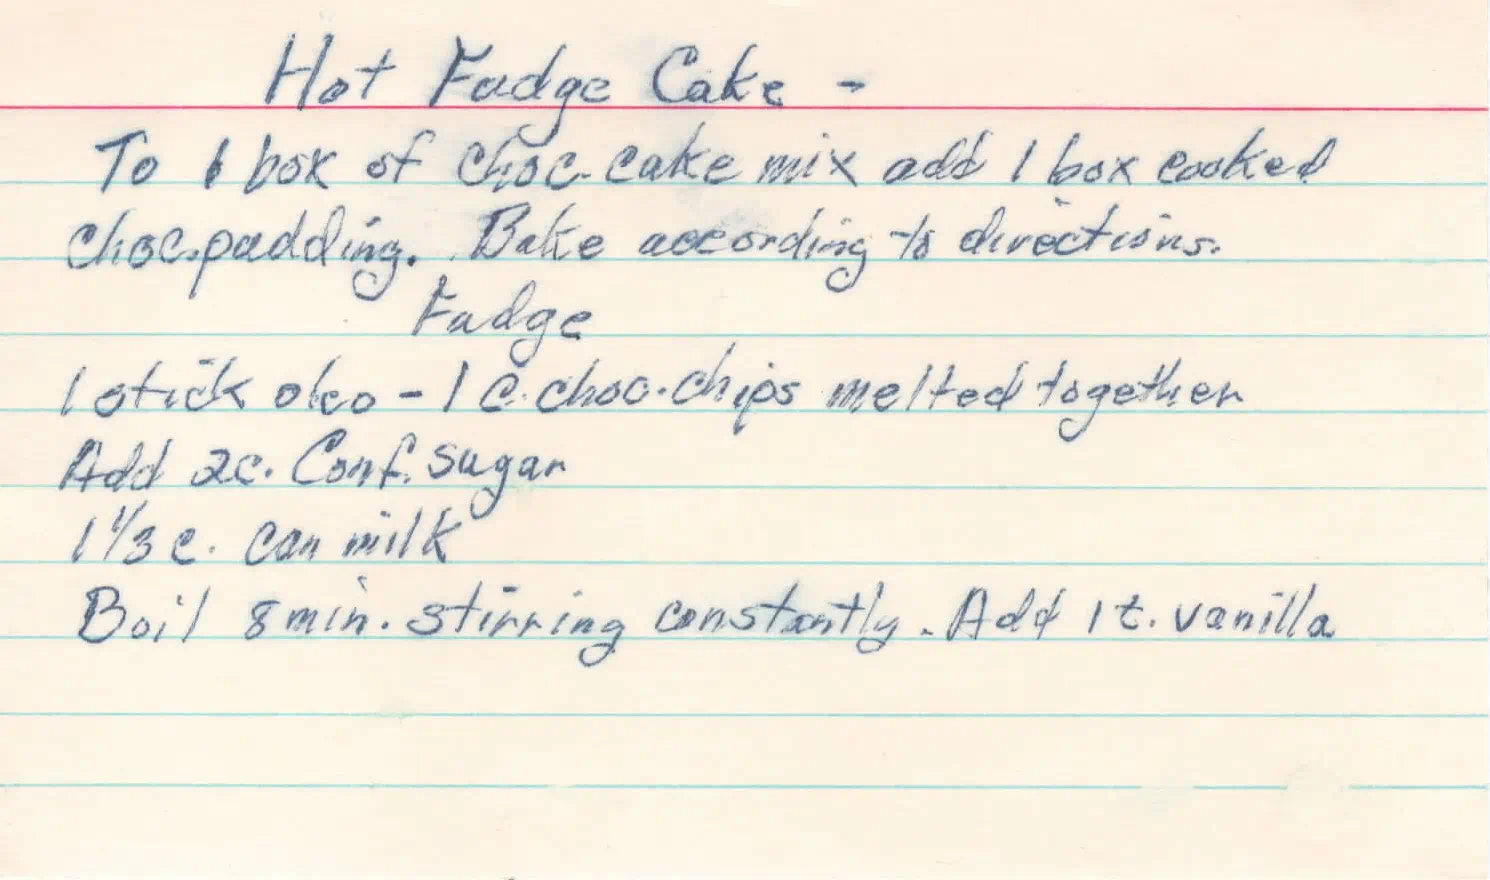 Hot Fudge Cake -
To 1 box of choc. cake mix add 1 box cooked
choc. pudding. Bake according to directions.
Fudge
1 stick oleo - 1 c. choc. chips melted together
Add 2c. Conf. sugar
1 1/3 c. can milk
Boil 8 min. stirring constantly. Add 1 t. vanilla